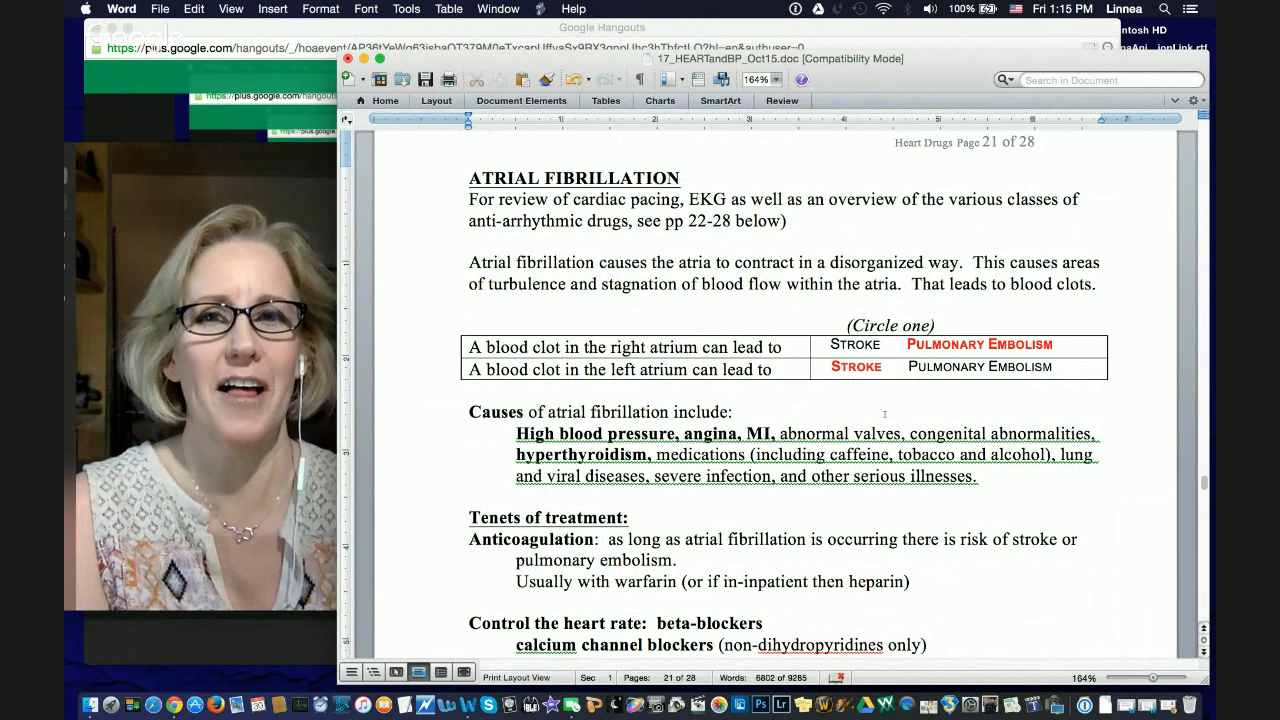 Word File Edit View Insert Format Font Tools Table Window Help 100% Fri 1:15 PM Linnea
Google Hangouts
Google
17_HEARTandBP_Oct15.doc [Compatibility Mode]
164% Search in Document
Home Layout Document Elements Tables Charts SmartArt Review
Heart Drugs Page 21 of 28
ATRIAL FIBRILLATION
For review of cardiac pacing, EKG as well as an overview of the various classes of
anti-arrhythmic drugs, see pp 22-28 below)
Atrial fibrillation causes the atria to contract in a disorganized way. This causes areas
of turbulence and stagnation of blood flow within the atria. That leads to blood clots.
(Circle one)
A blood clot in the right atrium can lead to STROKE PULMONARY EMBOLISM
A blood clot in the left atrium can lead to STROKE PULMONARY EMBOLISM
Causes of atrial fibrillation include:
High blood pressure, angina, MI, abnormal valves, congenital abnormalities,
hyperthyroidism, medications (including caffeine, tobacco and alcohol), lung
and viral diseases, severe infection, and other serious illnesses.
Tenets of treatment:
Anticoagulation: as long as atrial fibrillation is occurring there is risk of stroke or
pulmonary embolism.
Usually with warfarin (or if in-inpatient then heparin)
Control the heart rate: beta-blockers
calcium channel blockers (non-dihydropyridines only)
Print Layout View Sec 1 Pages: 21 of 28 Words: 6802 of 9285 164%